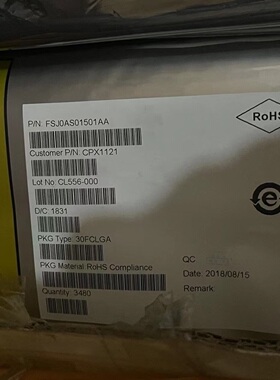 P/N: FSJ0AS01501AA
RoHS
Customer P/N: CPX1121
Lot No: CL556-000
D/C: 1831
PKG Type: 30FCLGA
PKG Material: RoHS Compliance
QC
Date: 2018/08/15
Quantity: 3480
Remark